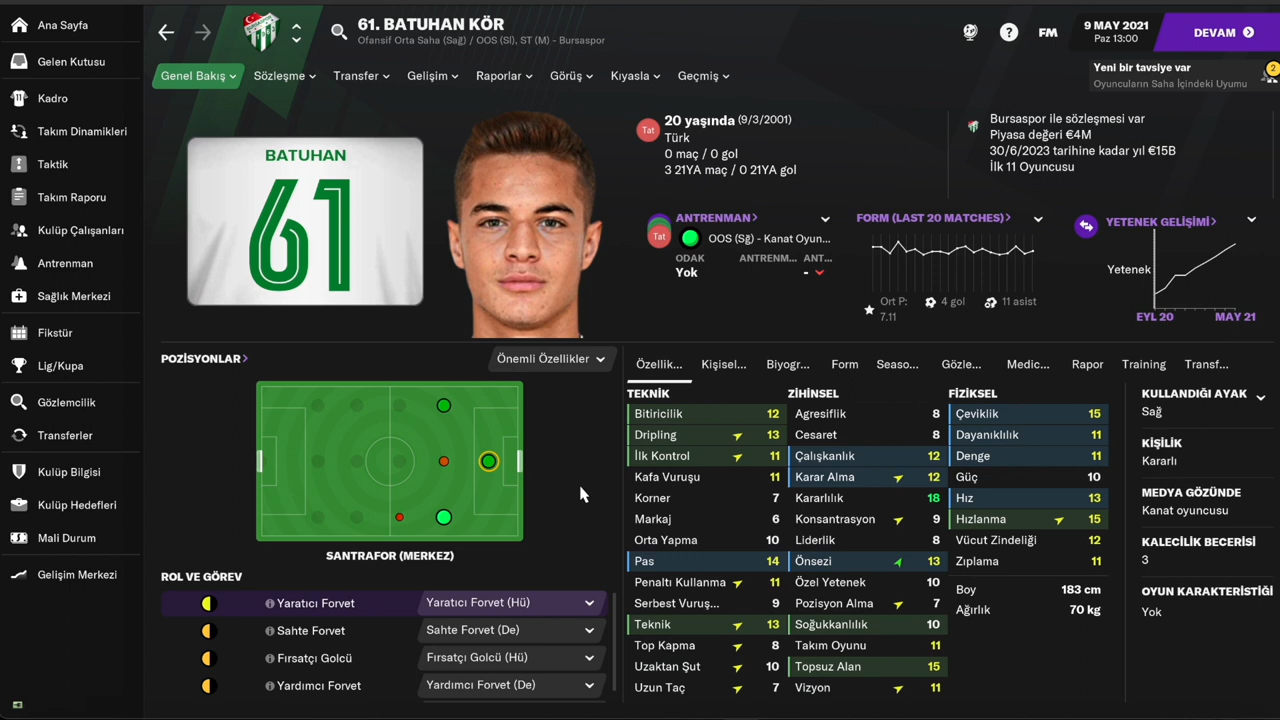 Ana Sayfa
Gelen Kutusu
Kadro
Takım Dinamikleri
Taktik
Takım Raporu
Kulüp Çalışanları
Antrenman
Sağlık Merkezi
Fikstür
Lig/Kupa
Gözlemcilik
Transferler
Kulüp Bilgisi
Kulüp Hedefleri
Mali Durum
Gelişim Merkezi
61. BATUHAN KÖR
Ofansif Orta Saha (Sağ) / OOS (Sl), ST (M) - Bursaspor
FM
9 MAY 2021
Paz 13:00
DEVAM
Genel Bakış
Sözleşme
Transfer
Gelişim
Raporlar
Görüş
Kıyasla
Geçmiş
Yeni bir tavsiye var
Oyuncuların Saha İçindeki Uyumu
2
BATUHAN
61
Tat
20 yaşında (9/3/2001)
Türk
0 maç / 0 gol
3 21YA maç / 0 21YA gol
Bursaspor ile sözleşmesi var
Piyasa değeri €4M
30/6/2023 tarihine kadar yıl €15B
İlk 11 Oyuncusu
Tat
ANTRENMAN
OOS (Sğ) - Kanat Oyun...
ODAK ANTRENM... ANT...
Yok -
FORM (LAST 20 MATCHES)
Ort P:
7.11
4 gol
11 asist
YETENEK GELİŞİMİ
Yetenek
EYL 20
MAY 21
POZİSYONLAR
Önemli Özellikler
SANTRAFOR (MERKEZ)
ROL VE GÖREV
Yaratıcı Forvet Yaratıcı Forvet (Hü)
Sahte Forvet Sahte Forvet (De)
Fırsatçı Golcü Fırsatçı Golcü (Hü)
Yardımcı Forvet Yardımcı Forvet (De)
Özellik...
Kişisel...
Biyogr...
Form
Seaso...
Gözle...
Medic...
Rapor
Training
Transf...
TEKNİK
Bitiricilik 12
Dripling 13
İlk Kontrol 11
Kafa Vuruşu 11
Korner 7
Markaj 6
Orta Yapma 10
Pas 14
Penaltı Kullanma 11
Serbest Vuruş... 9
Teknik 13
Top Kapma 8
Uzaktan Şut 10
Uzun Taç 7
ZİHİNSEL
Agresiflik 8
Cesaret 8
Çalışkanlık 12
Karar Alma 12
Kararlılık 18
Konsantrasyon 9
Liderlik 8
Önsezi 13
Özel Yetenek 10
Pozisyon Alma 7
Soğukkanlılık 10
Takım Oyunu 11
Topsuz Alan 15
Vizyon 11
FİZİKSEL
Çeviklik 15
Dayanıklılık 11
Denge 11
Güç 10
Hız 13
Hızlanma 15
Vücut Zindeliği 12
Zıplama 11
Boy 183 cm
Ağırlık 70 kg
KULLANDIĞI AYAK
Sağ
KİŞİLİK
Kararlı
MEDYA GÖZÜNDE
Kanat oyuncusu
KALECİLİK BECERİSİ
3
OYUN KARAKTERİSTİĞİ
Yok